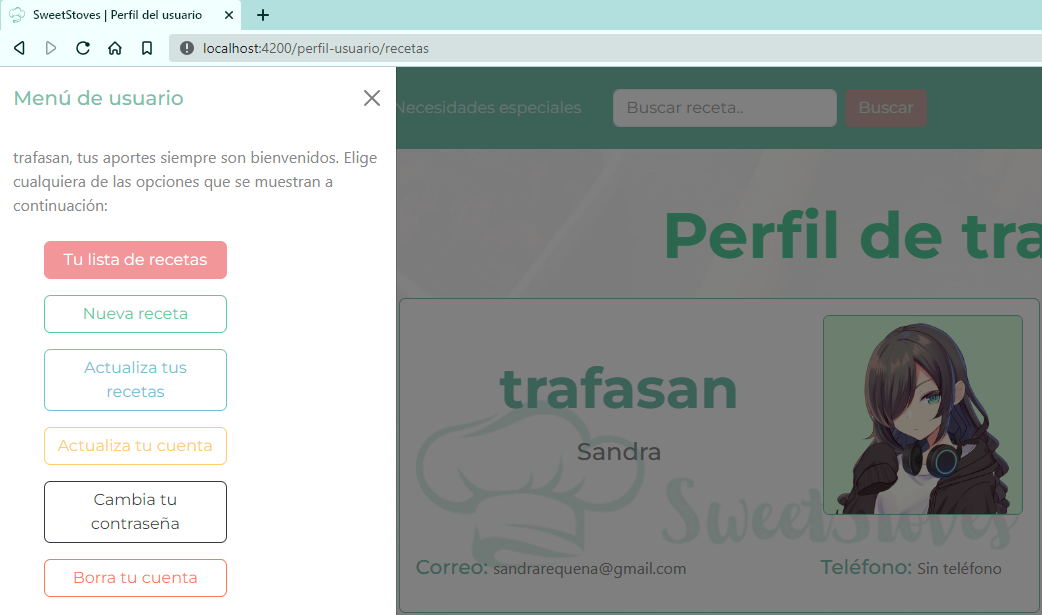 SweetStoves | Perfil del usuario
localhost:4200/perfil-usuario/recetas
Menú de usuario
Necesidades especiales
Buscar receta..
Buscar
trafasan, tus aportes siempre son bienvenidos. Elige
cualquiera de las opciones que se muestran a
continuación:
Tu lista de recetas
Nueva receta
Actualiza tus
recetas
Actualiza tu cuenta
Cambia tu
contraseña
Borra tu cuenta
Perfil de tra
trafasan
Sandra
SweetStoves
Correo: sandrarequena@gmail.com
Teléfono: Sin teléfono